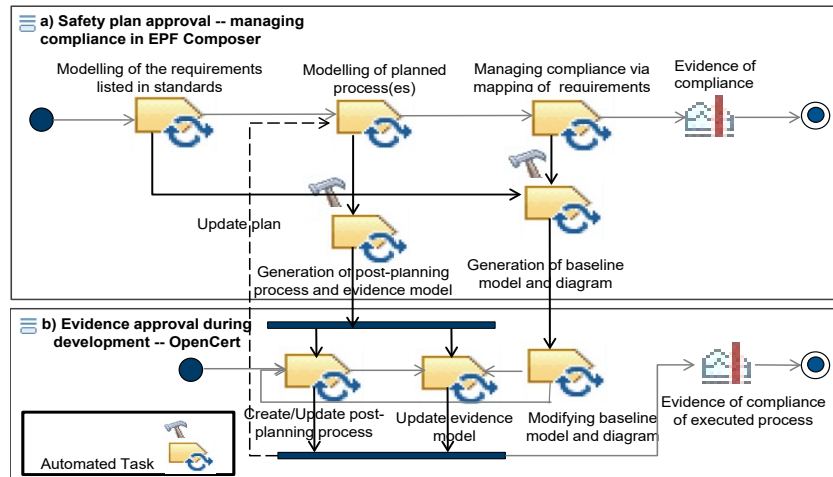 a) Safety plan approval -- managing
compliance in EPF Composer
Modelling of the requirements
listed in standards
Modelling of planned
process(es)
Managing compliance via
mapping of requirements
Evidence of
compliance
Update plan
Generation of post-planning
process and evidence model
Generation of baseline
model and diagram
b) Evidence approval during
development -- OpenCert
Create/Update post-
planning process
Update evidence
model
Modifying baseline
model and diagram
Evidence of compliance
of executed process
Automated Task